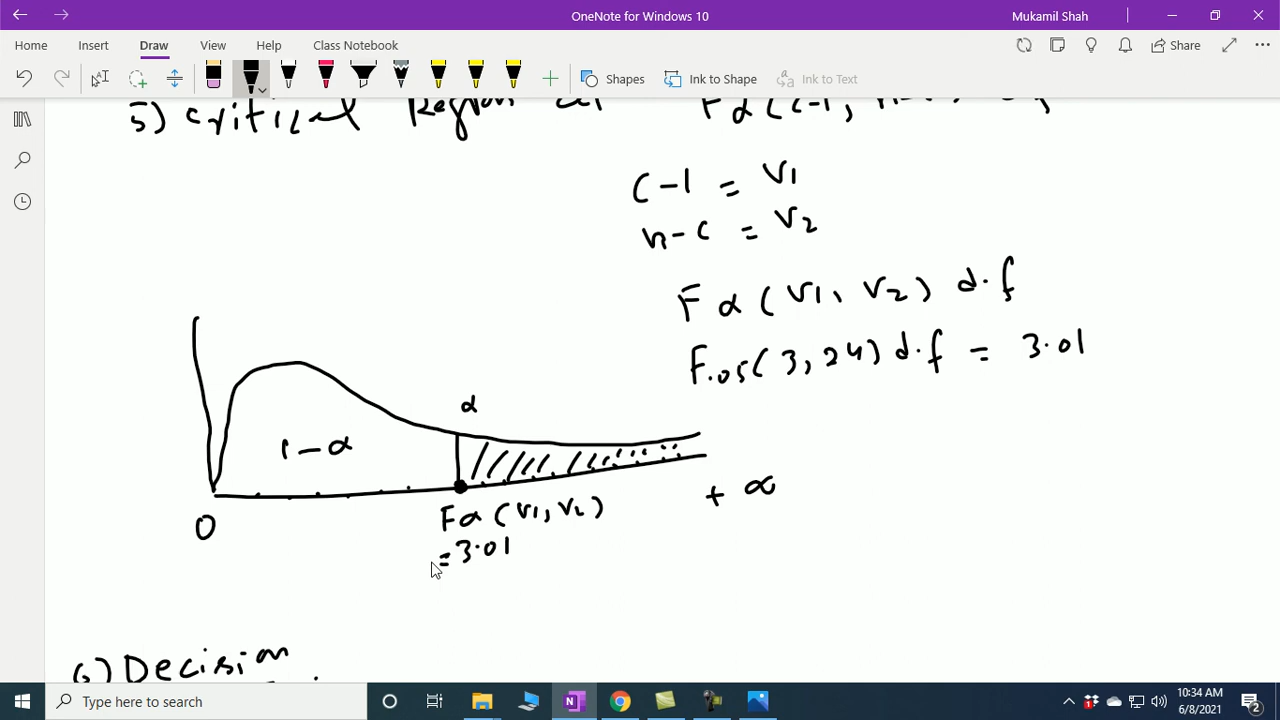 OneNote for Windows 10
Mukamil Shah
Home Insert Draw View Help Class Notebook
Share
Shapes
Ink to Shape
Ink to Text
5) Critical Region
c-1 = v1
n-c = v2
Fα (v1, v2) d.f
F.05 (3, 24) d.f = 3.01
α
1-α
Fα (v1, v2)
= 3.01
0
+ ∞
6) Decision
Type here to search
10:34 AM
6/8/2021
2